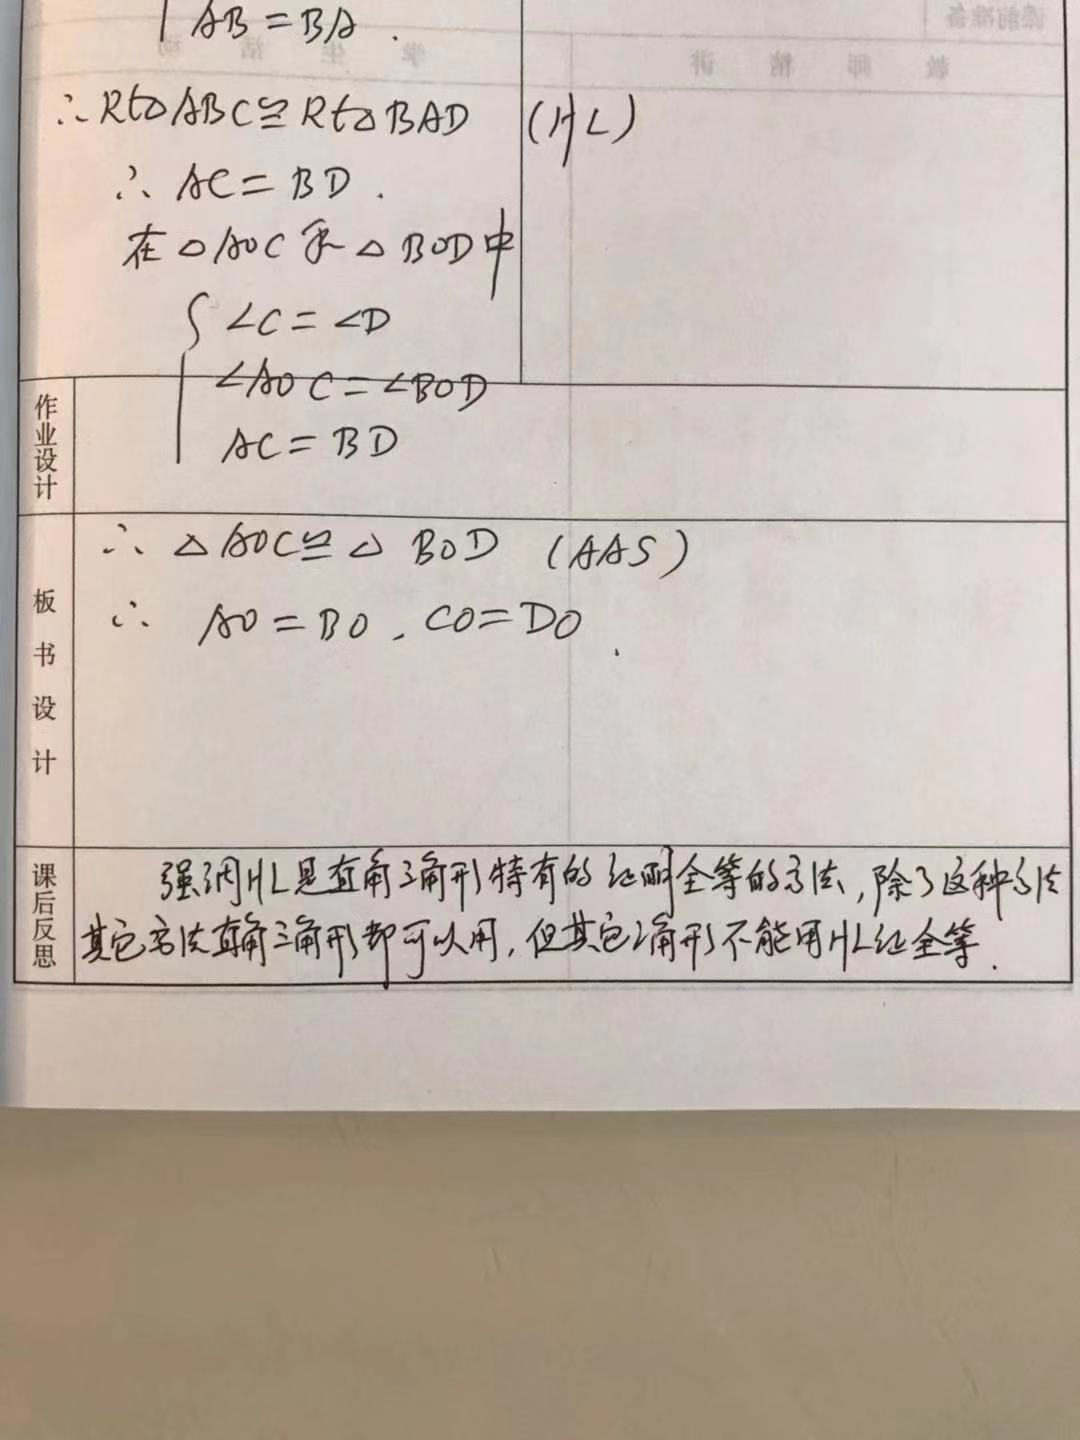 AB=BA.
∴Rt△ABC≌Rt△BAD (HL)
∴ AC=BD.
在△AOC和△BOD中
∠C=∠D
∠AOC=∠BOD
AC=BD
作业设计
∴ △AOC≌△BOD (AAS)
∴ AO=BO. CO=DO.
板书设计
课后反思
强调HL是直角三角形特有的证明全等的方法,除了这种方法
其它方法直角三角形都可以用,但其它三角形不能用HL证全等.